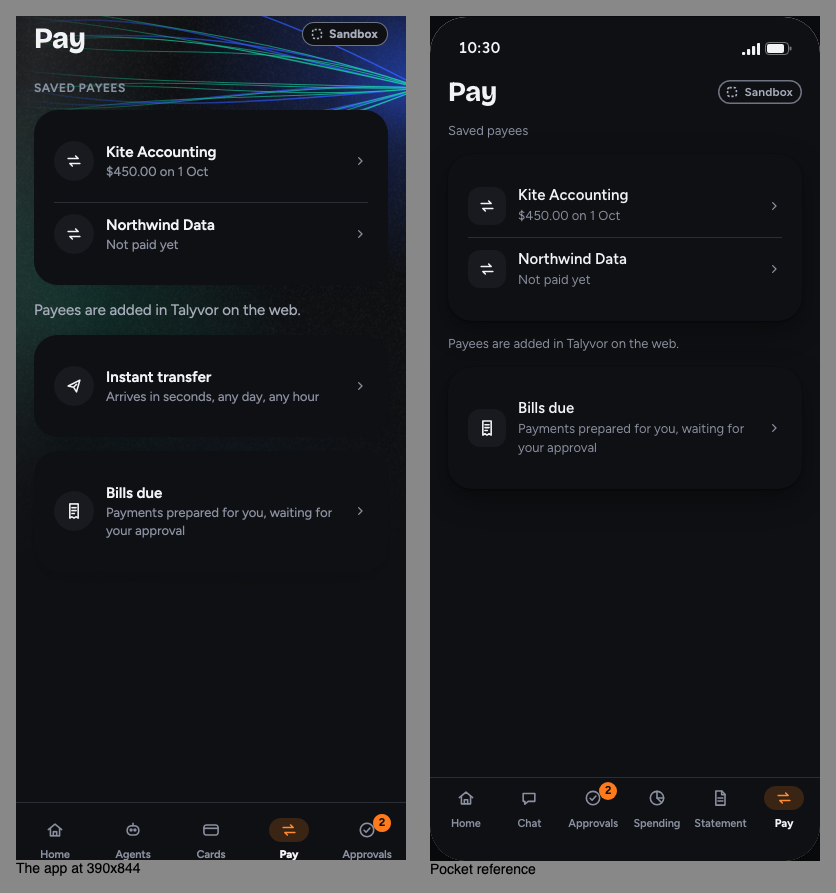 Pay
Sandbox
SAVED PAYEES
Kite Accounting
$450.00 on 1 Oct
Northwind Data
Not paid yet
Payees are added in Talyvor on the web.
Instant transfer
Arrives in seconds, any day, any hour
Bills due
Payments prepared for you, waiting for
your approval
2
Home Agents Cards Pay Approvals
The app at 390x844
10:30
Pay
Sandbox
Saved payees
Kite Accounting
$450.00 on 1 Oct
Northwind Data
Not paid yet
Payees are added in Talyvor on the web.
Bills due
Payments prepared for you, waiting for
your approval
2
Home Chat Approvals Spending Statement Pay
Pocket reference